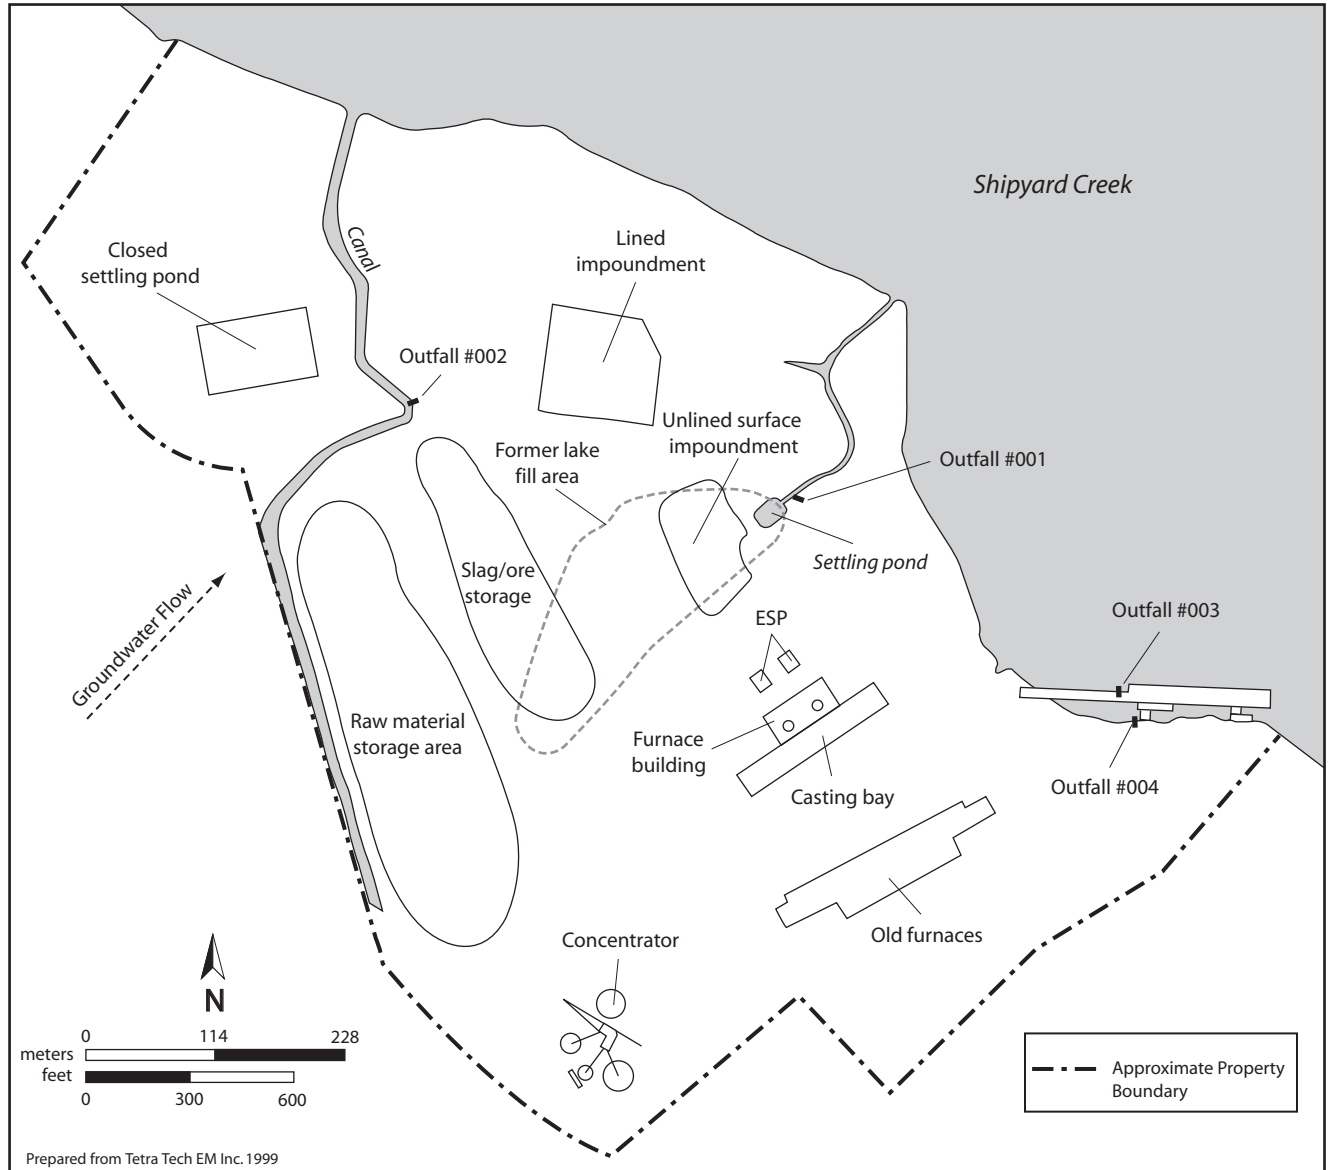 Shipyard Creek
Closed
settling pond
Canal
Lined
impoundment
Outfall #002
Unlined surface
impoundment
Former lake
fill area
Outfall #001
Settling pond
Slag/ore
storage
Groundwater Flow
ESP
Outfall #003
Raw material
storage area
Furnace
building
Casting bay
Outfall #004
Old furnaces
Concentrator
N
0 114 228
meters
feet
0 300 600
Approximate Property
Boundary
Prepared from Tetra Tech EM Inc. 1999